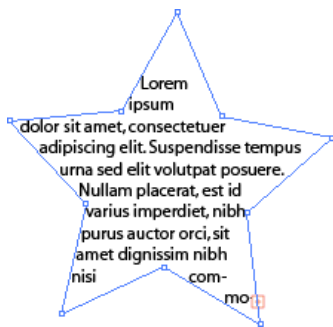 Lorem
ipsum
dolor sit amet, consectetuer
adipiscing elit. Suspendisse tempus
urna sed elit volutpat posuere.
Nullam placerat, est id
varius imperdiet, nibh
purus auctor orci, sit
amet dignissim nibh
nisi com-
mo